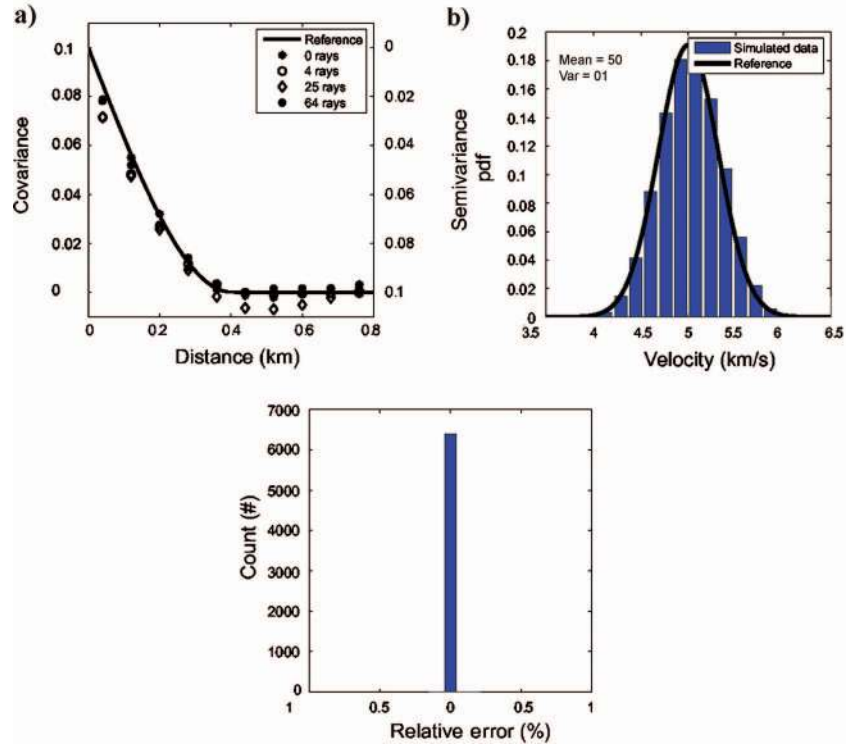 a)
Reference
0 rays
4 rays
25 rays
64 rays
0.1
0.08
0.06
0.04
0.02
0
Covariance
0
0.02
0.04
0.06
0.08
0.1
Semivariance
0
0.2
0.4
0.6
0.8
Distance (km)
b)
Mean = 50
Var = 01
Simulated data
Reference
0.2
0.18
0.16
0.14
0.12
0.1
0.08
0.06
0.04
0.02
0
pdf
3.5
4
4.5
5
5.5
6
6.5
Velocity (km/s)
7000
6000
5000
4000
3000
2000
1000
0
Count (#)
1
0.5
0
0.5
1
Relative error (%)